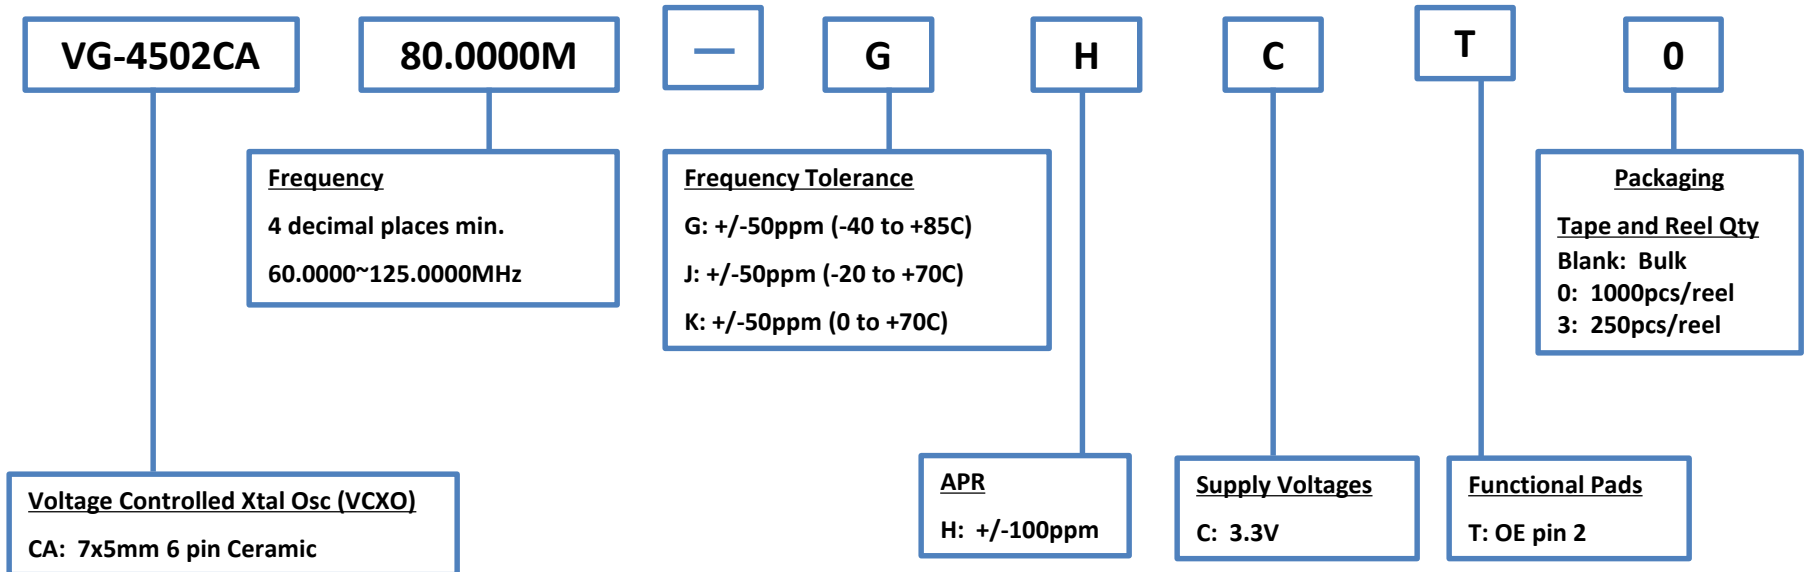 VG-4502CA 80.0000M — G H C T 0
Frequency
4 decimal places min.
60.0000~125.0000MHz
Frequency Tolerance
G: +/-50ppm (-40 to +85C)
J: +/-50ppm (-20 to +70C)
K: +/-50ppm (0 to +70C)
Packaging
Tape and Reel Qty
Blank: Bulk
0: 1000pcs/reel
3: 250pcs/reel
Voltage Controlled Xtal Osc (VCXO)
CA: 7x5mm 6 pin Ceramic
APR
H: +/-100ppm
Supply Voltages
C: 3.3V
Functional Pads
T: OE pin 2